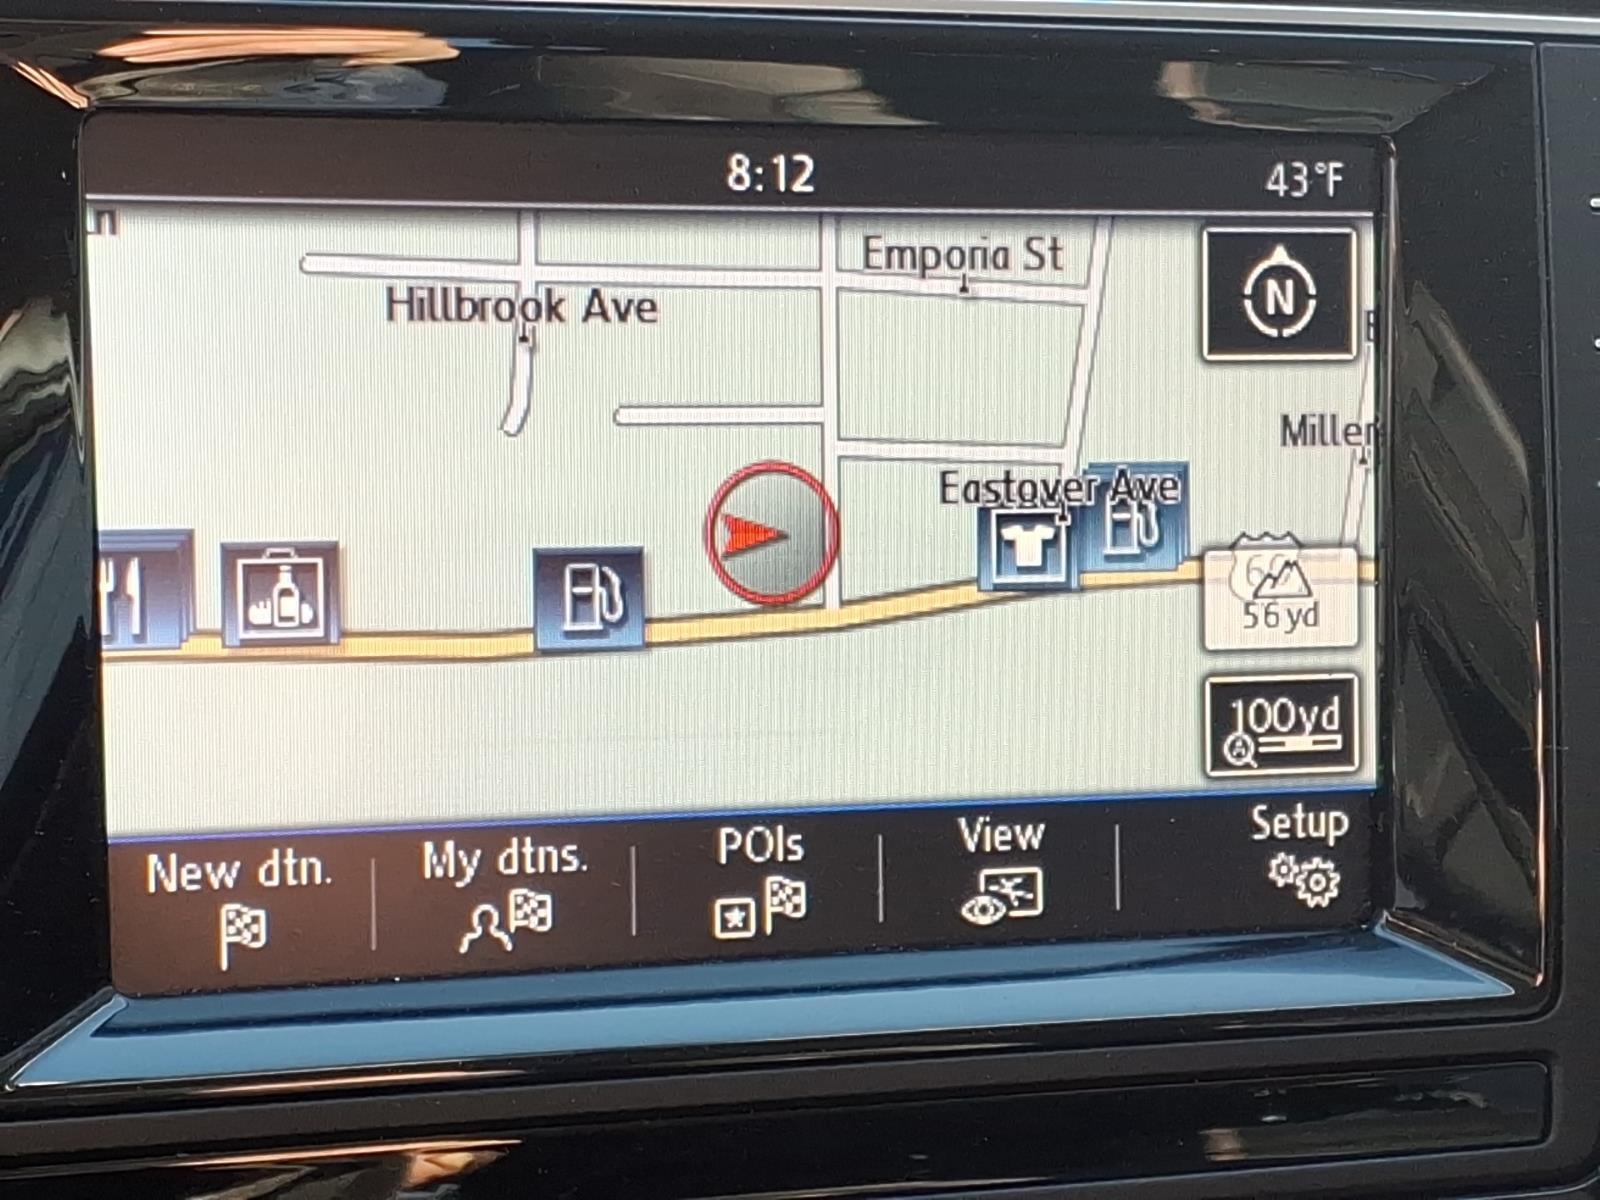 8:12
43°F
n
Emporia St
Hillbrook Ave
N
Miller
Eastover Ave
56 yd
100yd
New dtn.
My dtns.
POIs
View
Setup